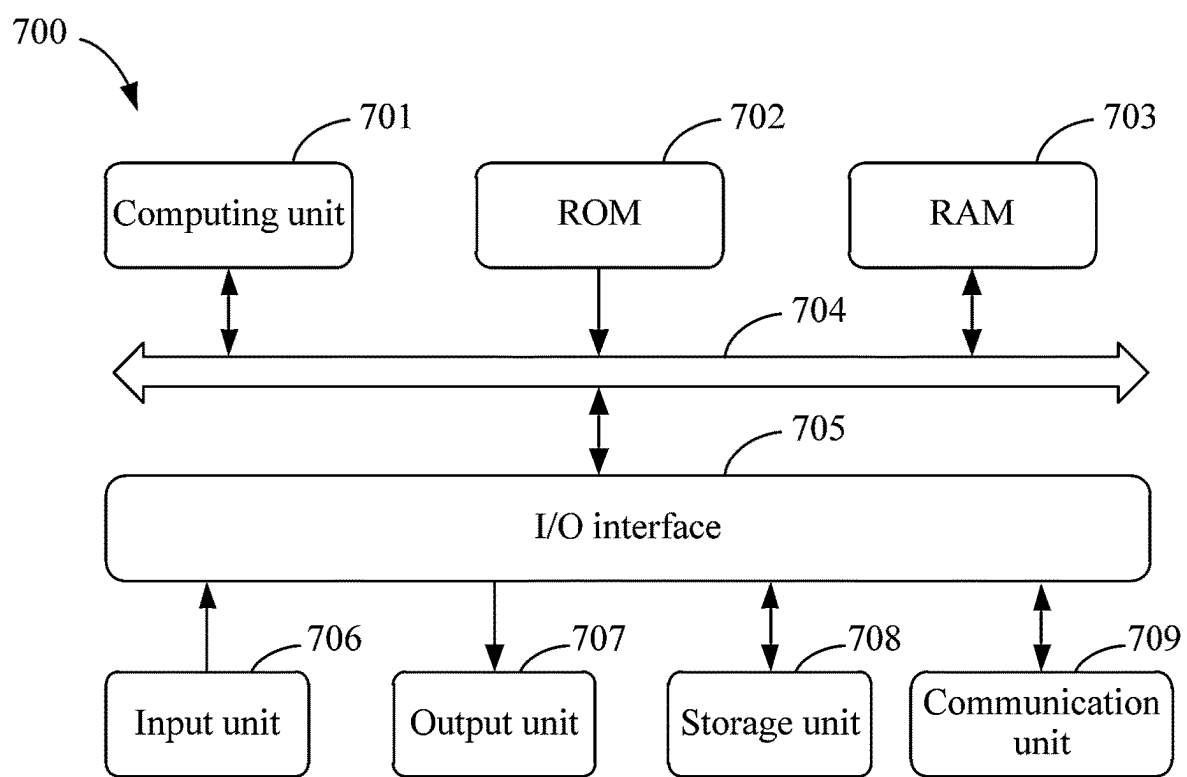 700
701
702
703
Computing unit
ROM
RAM
704
705
I/O interface
706
707
708
709
Input unit
Output unit
Storage unit
Communication
unit